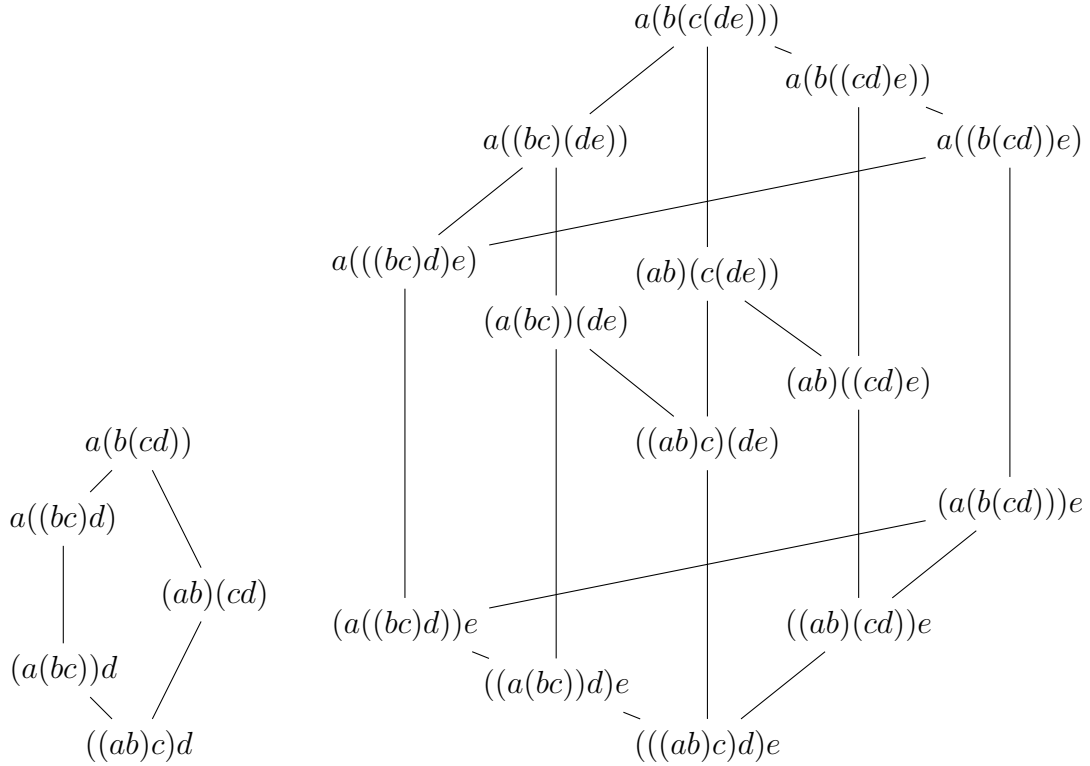 a(b(c(de)))
a(b((cd)e))
a((bc)(de))
a((b(cd))e)
a(((bc)d)e)
(ab)(c(de))
(a(bc))(de)
(ab)((cd)e)
a(b(cd))
((ab)c)(de)
(a(b(cd)))e
a((bc)d)
(ab)(cd)
(a((bc)d))e
((ab)(cd))e
(a(bc))d
((a(bc))d)e
((ab)c)d
(((ab)c)d)e